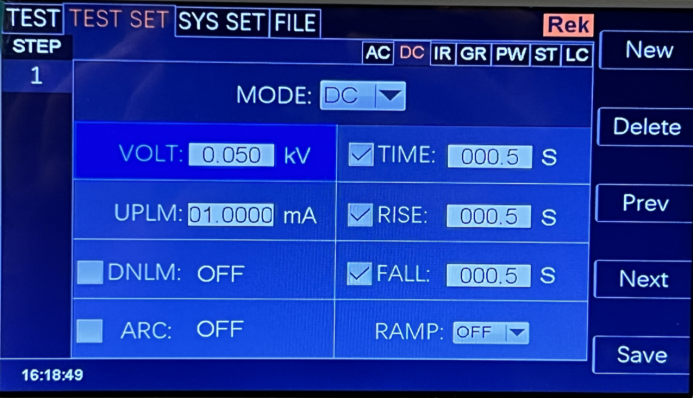 TEST TEST SET SYS SET FILE Rek
STEP AC DC IR GR PW ST LC New
1
MODE: DC
Delete
VOLT: 0.050 kV TIME: 000.5 S
UPLM: 01.0000 mA RISE: 000.5 S Prev
DNLM: OFF FALL: 000.5 S Next
ARC: OFF RAMP: OFF
Save
16:18:49